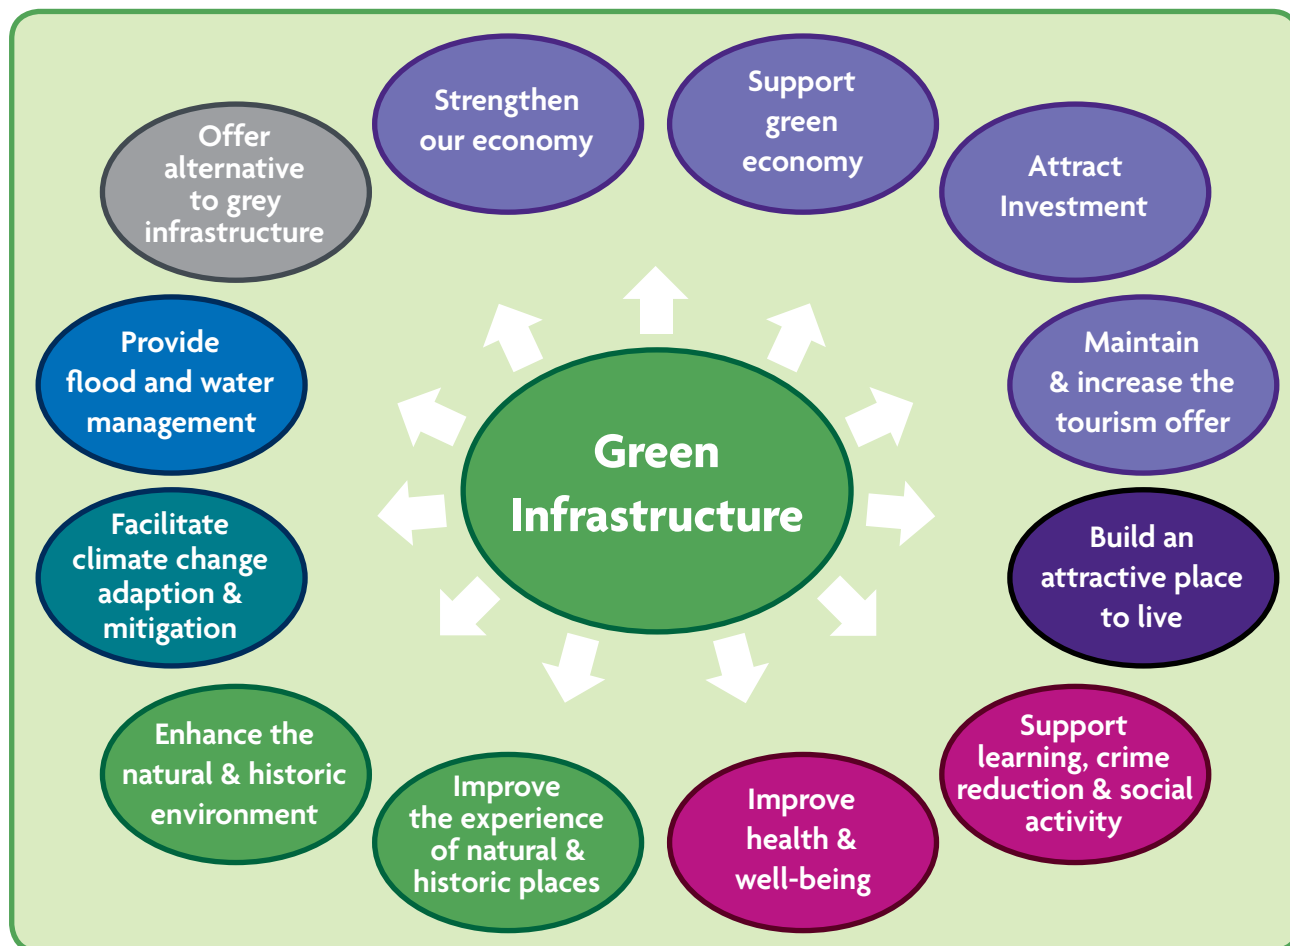 Strengthen
our economy
Support
green
economy
Attract
Investment
Maintain
& increase the
tourism offer
Build an
attractive place
to live
Support
learning, crime
reduction & social
activity
Improve
health &
well-being
Improve
the experience
of natural &
historic places
Enhance the
natural & historic
environment
Facilitate
climate change
adaption &
mitigation
Provide
flood and water
management
Offer
alternative
to grey
infrastructure
Green
Infrastructure